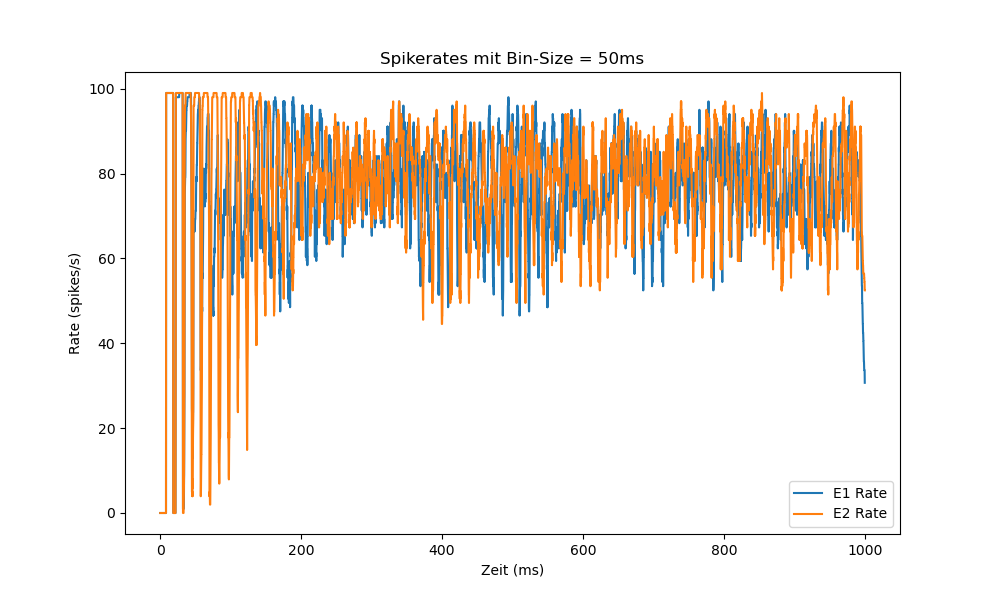 Spikerates mit Bin-Size = 50ms
100
80
60
40
20
0
Rate (spikes/s)
0 200 400 600 800 1000
Zeit (ms)
E1 Rate
E2 Rate